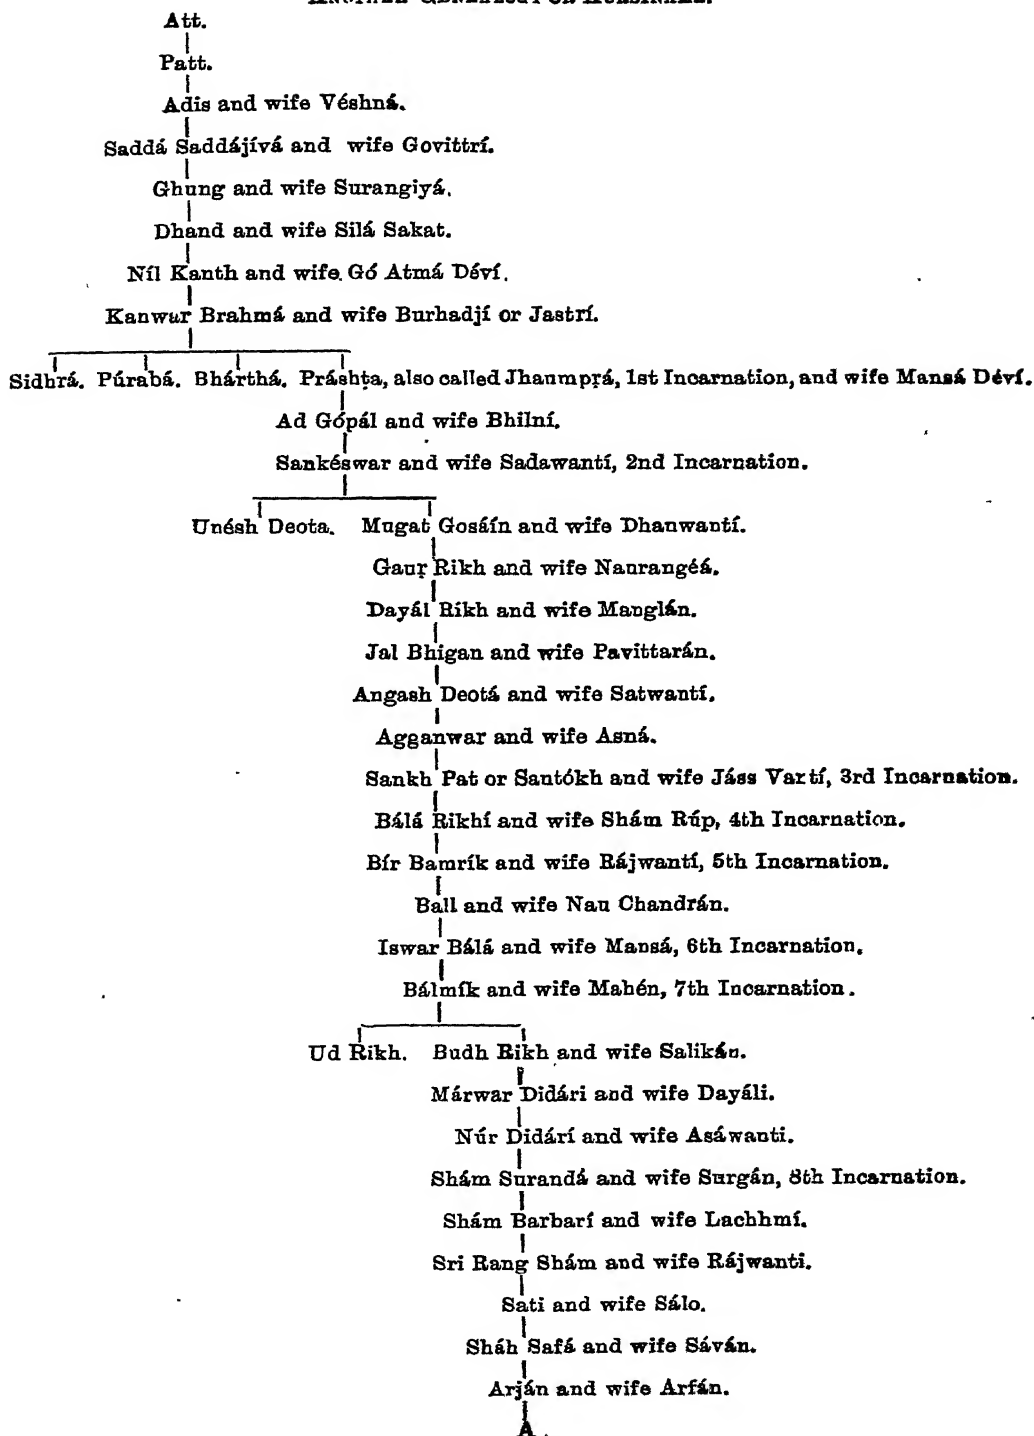 Att.
Patt.
Adis and wife Véshná.
Saddá Saddájívá and wife Govittrí.
Ghung and wife Surangiyá.
Dhand and wife Silá Sakat.
Níl Kanth and wife Gó Atmá Déví.
Kanwur Brahmá and wife Burhadjí or Jastrí.
Sidhrá. Púrabá. Bhárthá. Práshṭa, also called Jhanmpṛá, 1st Incarnation, and wife Mansá Déví.
Ad Gópál and wife Bhilní.
Sankéswar and wife Sadawantí, 2nd Incarnation.
Unésh Deota. Mugat Gosáín and wife Dhanwantí.
Gauṛ Rikh and wife Naurangéá.
Dayál Rikh and wife Manglán.
Jal Bhigan and wife Pavittarán.
Angash Deotá and wife Satwantí.
Agganwar and wife Asná.
Sankh Pat or Santókh and wife Jáss Vartí, 3rd Incarnation.
Bálá Rikhí and wife Shám Rúp, 4th Incarnation.
Bír Bamrík and wife Rájwantí, 5th Incarnation.
Ball and wife Nau Chandrán.
Iswar Bálá and wife Mansá, 6th Incarnation.
Bálmík and wife Mahén, 7th Incarnation.
Ud Rikh. Budh Rikh and wife Salikán.
Márwar Didári and wife Dayáli.
Núr Didárí and wife Asáwanti.
Shám Surandá and wife Surgán, 8th Incarnation.
Shám Barbarí and wife Lachhmí.
Sri Rang Shám and wife Rájwanti.
Sati and wife Sálo.
Sháh Safá and wife Sáván.
Arján and wife Arfán.
A.